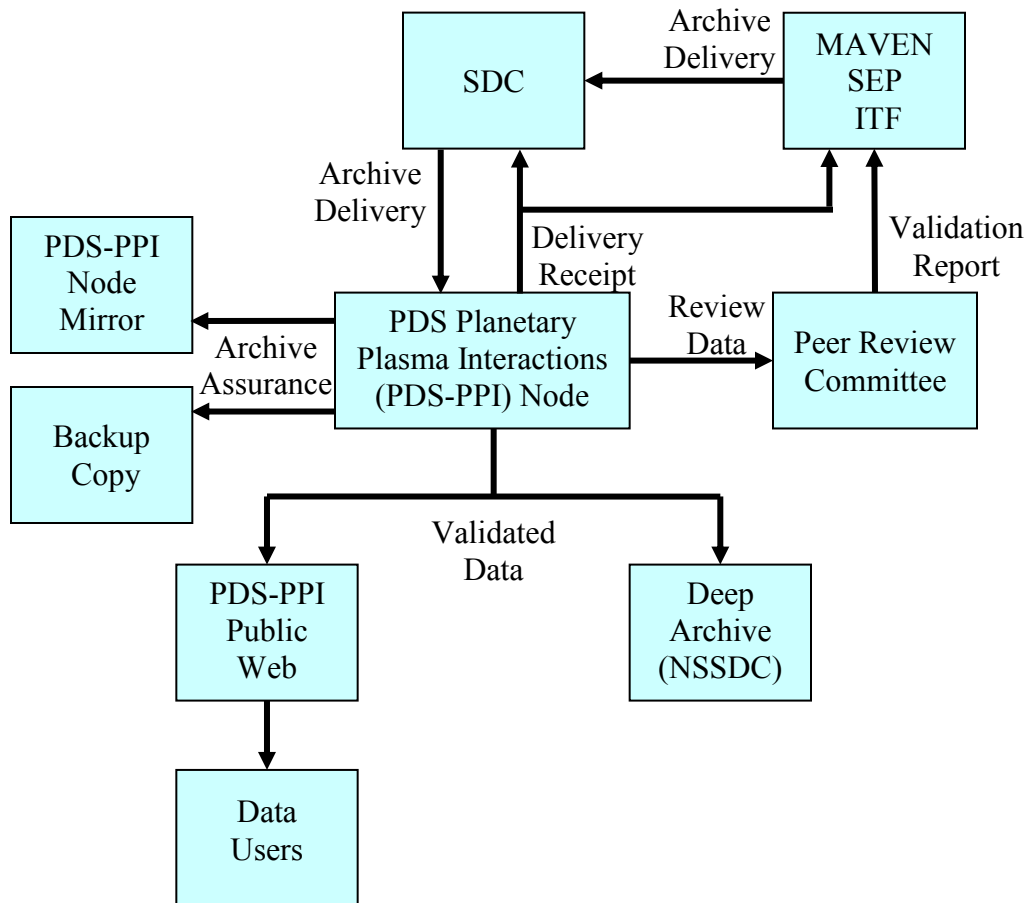 Archive
Delivery
SDC
MAVEN
SEP
ITF
Archive
Delivery
Delivery
Receipt
Validation
Report
PDS-PPI
Node
Mirror
Archive
Assurance
PDS Planetary
Plasma Interactions
(PDS-PPI) Node
Review
Data
Peer Review
Committee
Backup
Copy
Validated
Data
PDS-PPI
Public
Web
Deep
Archive
(NSSDC)
Data
Users